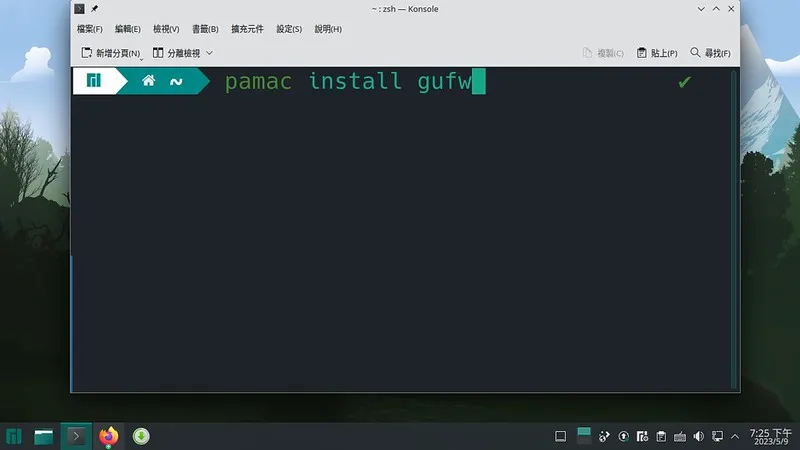 ~ : zsh — Konsole
檔案(F) 編輯(E) 檢視(V) 書籤(B) 擴充元件 設定(S) 說明(H)
新增分頁(N) 分離檢視 複製(C) 貼上(P) 尋找(F)
~ pamac install gufw ✔
7:25 下午
2023/5/9